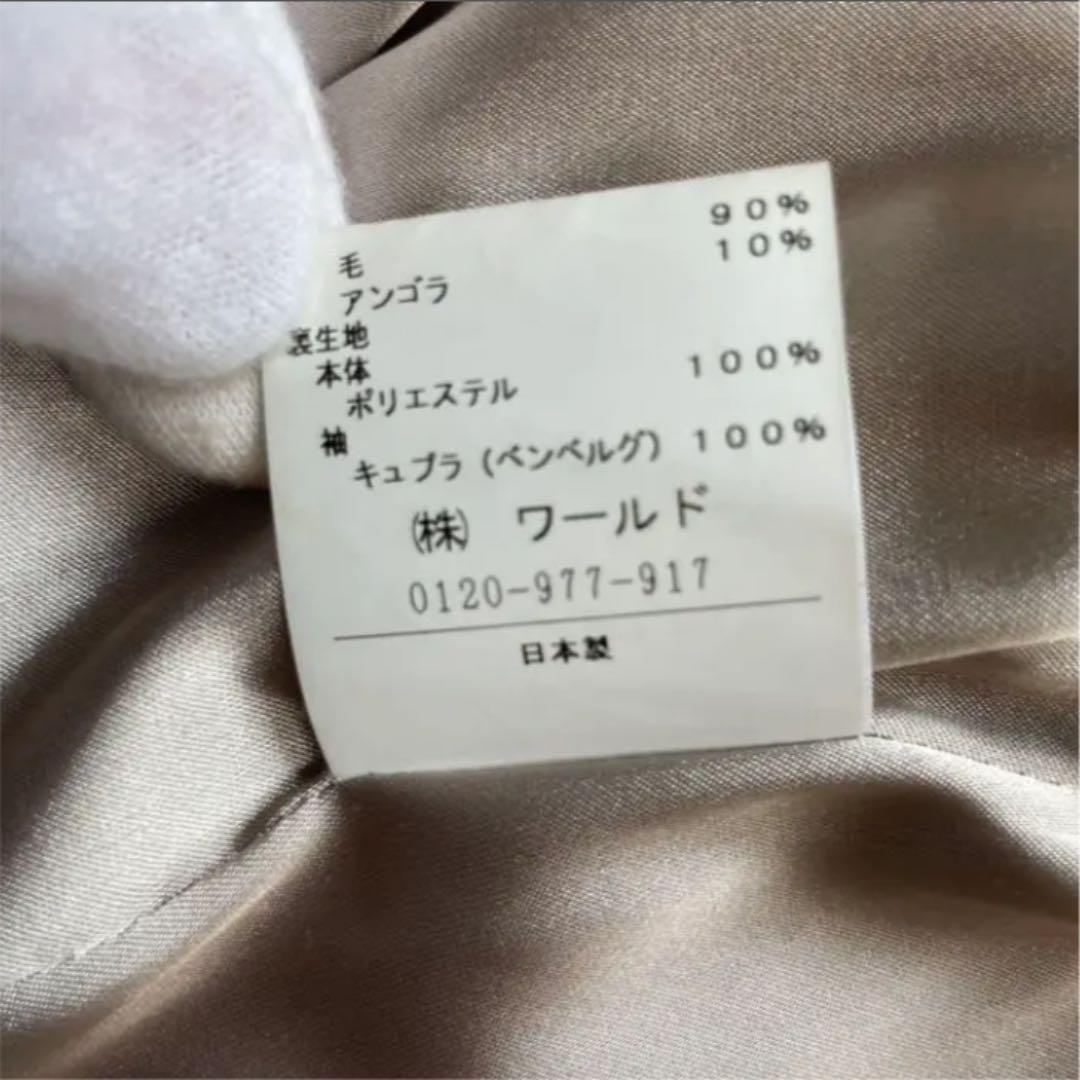 毛 90%
アンゴラ 10%
裏生地
本体
ポリエステル 100%
袖
キュプラ(ベンベルグ) 100%
㈱ ワールド
0120-977-917
日本製